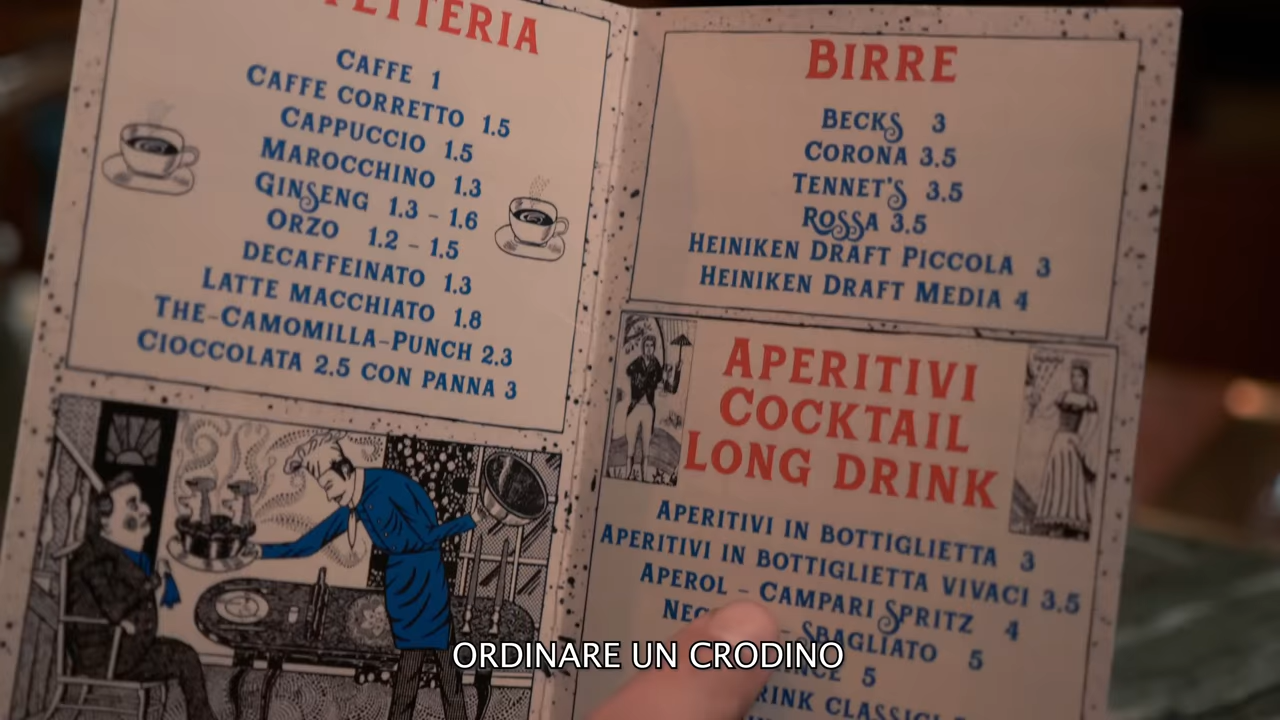 CAFFE 1
CAFFE CORRETTO 1.5
CAPPUCCIO 1.5
MAROCCHINO 1.3
GINSENG 1.3 - 1.6
ORZO 1.2 - 1.5
DECAFFEINATO 1.3
LATTE MACCHIATO 1.8
THE-CAMOMILLA-PUNCH 2.3
CIOCCOLATA 2.5 CON PANNA 3
BIRRE
BECKS 3
CORONA 3.5
TENNET'S 3.5
ROSSA 3.5
HEINIKEN DRAFT PICCOLA 3
HEINIKEN DRAFT MEDIA 4
APERITIVI
COCKTAIL
LONG DRINK
APERITIVI IN BOTTIGLIETTA 3
APERITIVI IN BOTTIGLIETTA VIVACI 3.5
APEROL - CAMPARI SPRITZ 4
- SBAGLIATO 5
5
CLASSICI
ORDINARE UN CRODINO